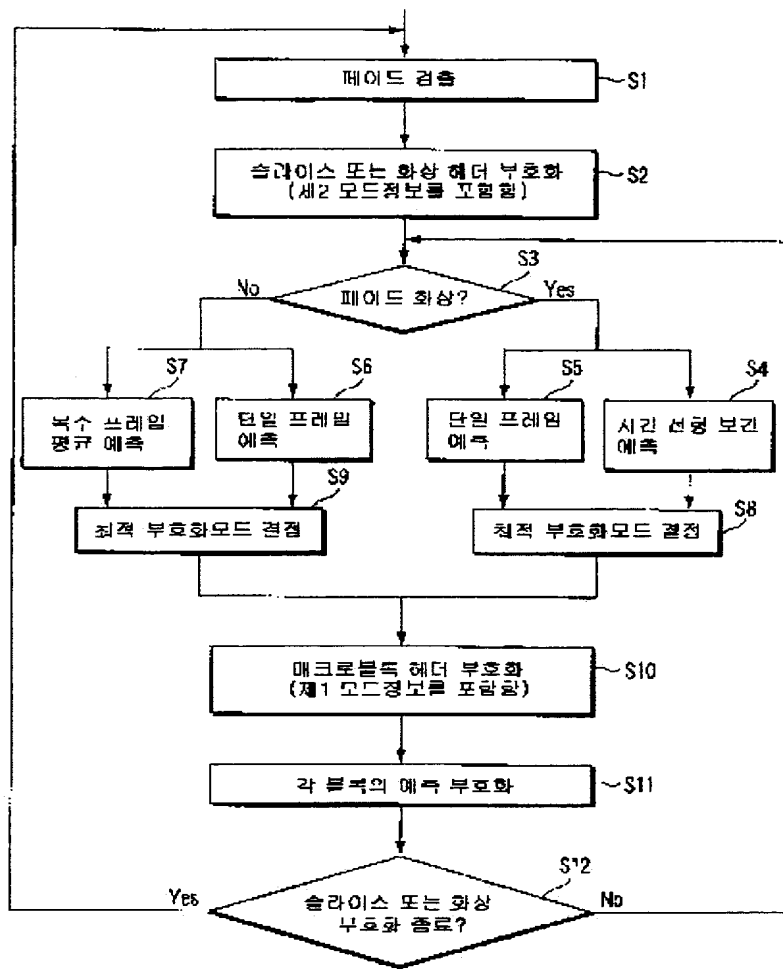 페이드 검출
S1
슬라이스 또는 화상 헤더 부호화
(제2 모드정보를 포함함)
S2
S3
No
페이드 화상?
Yes
S7
복수 프레임
평균 예측
S6
단일 프레임
예측
S5
단일 프레임
예측
S4
시간 선형 보간
예측
S9
최적 부호화모드 결정
S8
최적 부호화모드 결정
매크로블록 헤더 부호화
(제1 모드정보를 포함함)
S10
각 블록의 예측 부호화
S11
S12
Yes
슬라이스 또는 화상
부호화 종료?
No